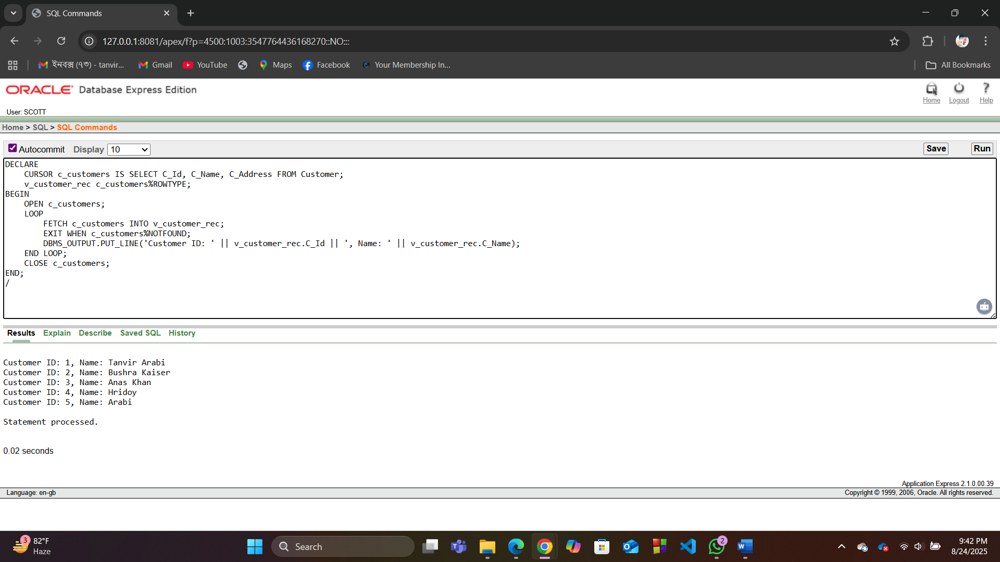 SQL Commands
127.0.0.1:8081/apex/f?p=4500:1003:3547764436168270::NO:::
ইনবক্স (৭৩) - tanvir...
Gmail
YouTube
Maps
Facebook
Your Membership In...
All Bookmarks
ORACLE Database Express Edition
Home
Logout
Help
User: SCOTT
Home > SQL > SQL Commands
Autocommit Display 10
Save
Run
DECLARE
    CURSOR c_customers IS SELECT C_Id, C_Name, C_Address FROM Customer;
    v_customer_rec c_customers%ROWTYPE;
BEGIN
    OPEN c_customers;
    LOOP
        FETCH c_customers INTO v_customer_rec;
        EXIT WHEN c_customers%NOTFOUND;
        DBMS_OUTPUT.PUT_LINE('Customer ID: ' || v_customer_rec.C_Id || ', Name: ' || v_customer_rec.C_Name);
    END LOOP;
    CLOSE c_customers;
END;
/
Results Explain Describe Saved SQL History
Customer ID: 1, Name: Tanvir Arabi
Customer ID: 2, Name: Bushra Kaiser
Customer ID: 3, Name: Anas Khan
Customer ID: 4, Name: Hridoy
Customer ID: 5, Name: Arabi
Statement processed.
0.02 seconds
Application Express 2.1.0.00.39
Language: en-gb
Copyright © 1999, 2006, Oracle. All rights reserved.
3
82°F
Haze
Search
2
9:42 PM
8/24/2025